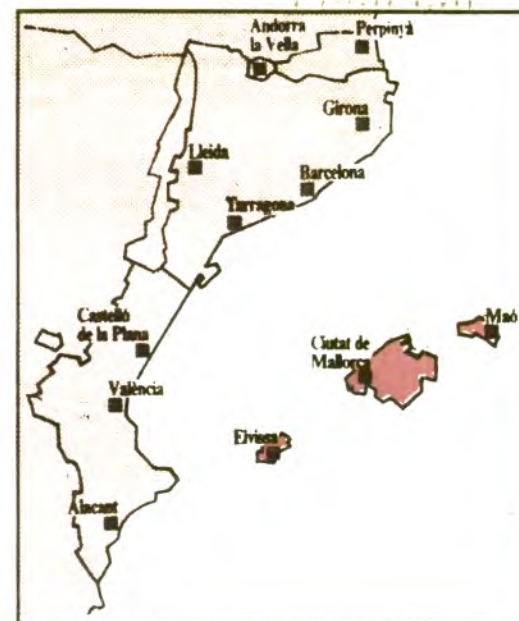 Andorra
la Vella
Perpinyà
Girona
Lleida
Barcelona
Tarragona
Castelló
de la Plana
Ciutat de
Mallorca
Maó
València
Eivissa
Alacant